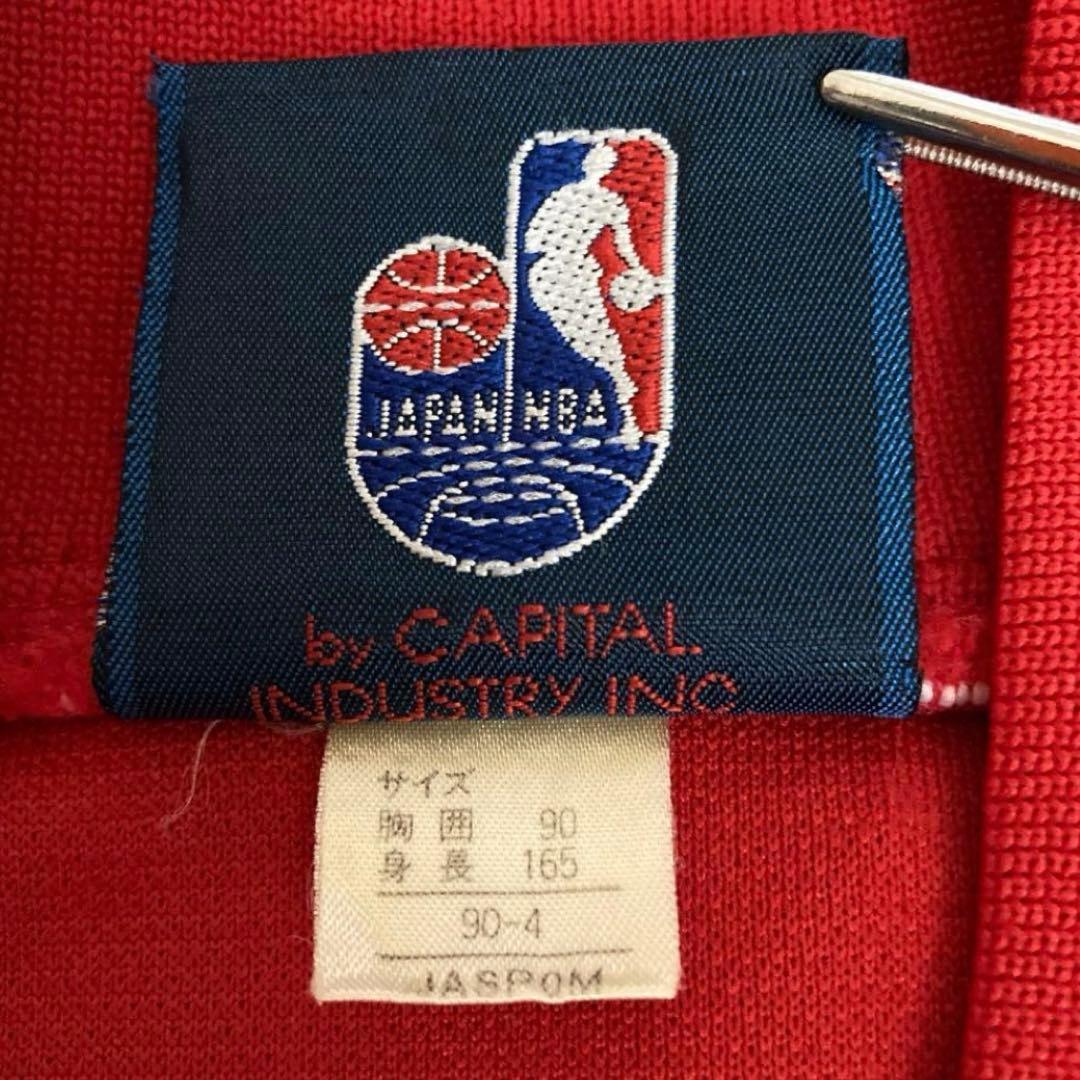 JAPAN NBA
by CAPITAL
INDUSTRY INC
サイズ
胸囲 90
身長 165
90-4
JASPOM